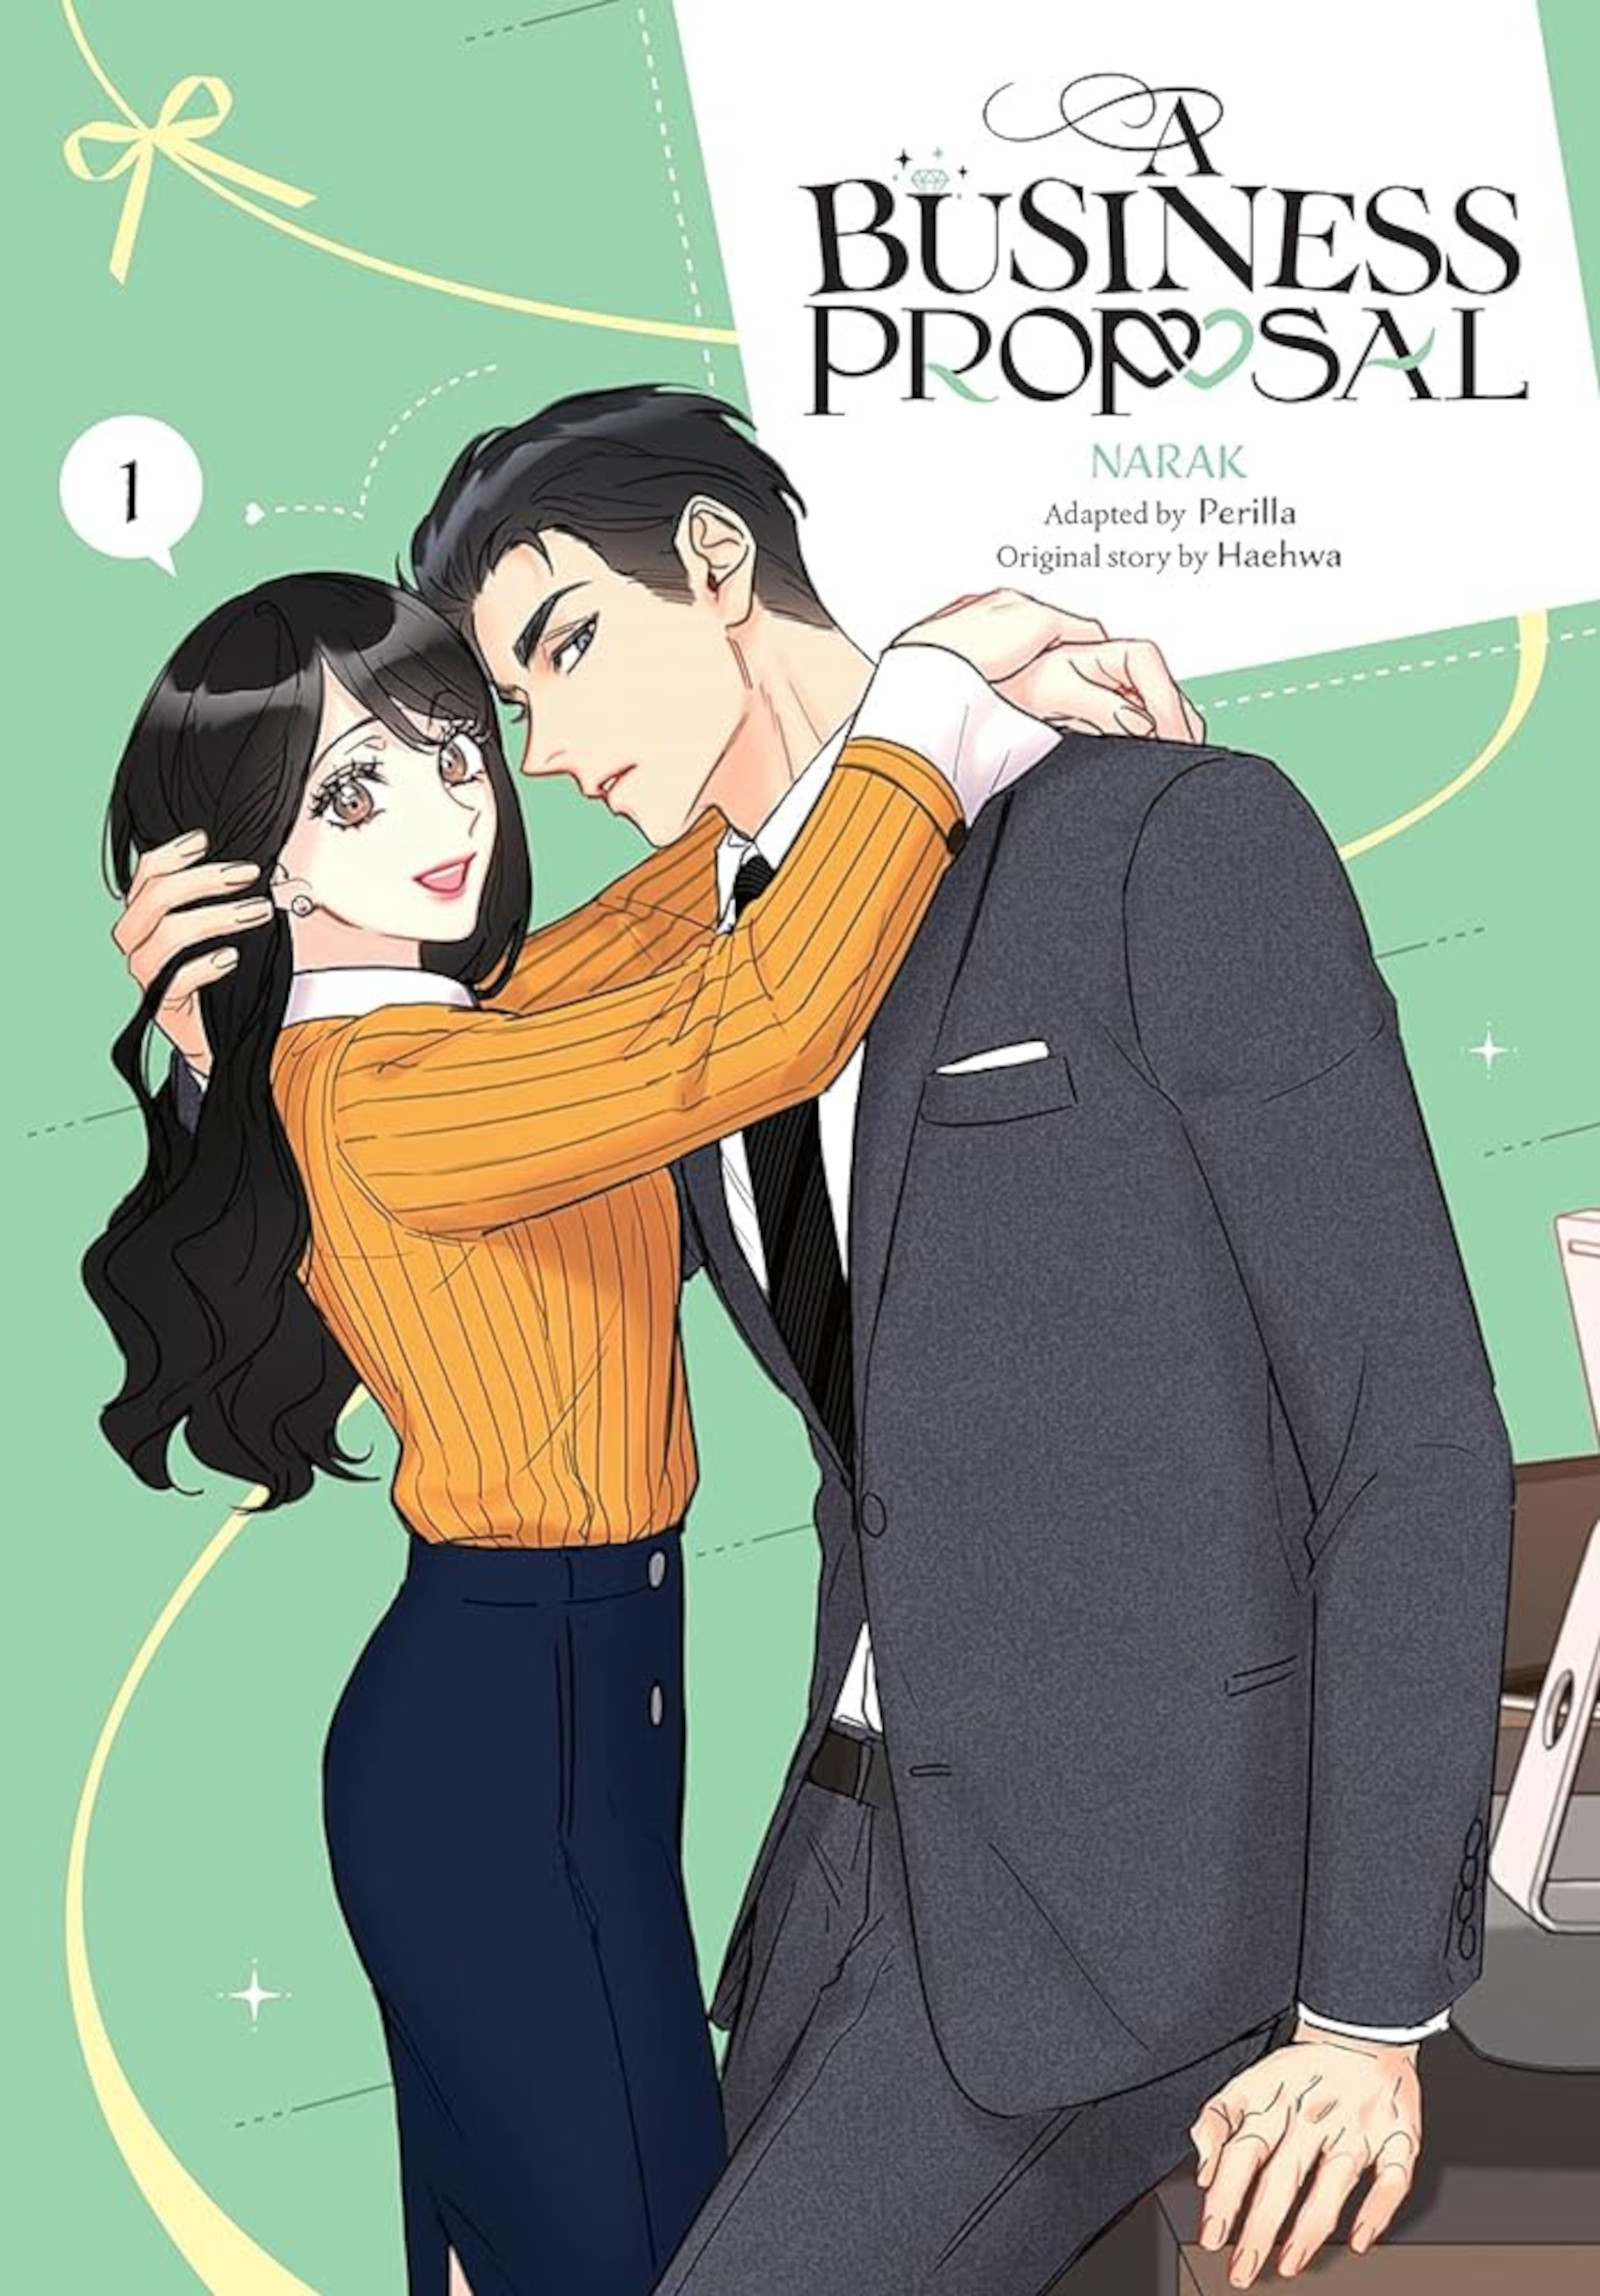 A
BUSINESS
PROPOSAL
NARAK
Adapted by Perilla
Original story by Haehwa
1